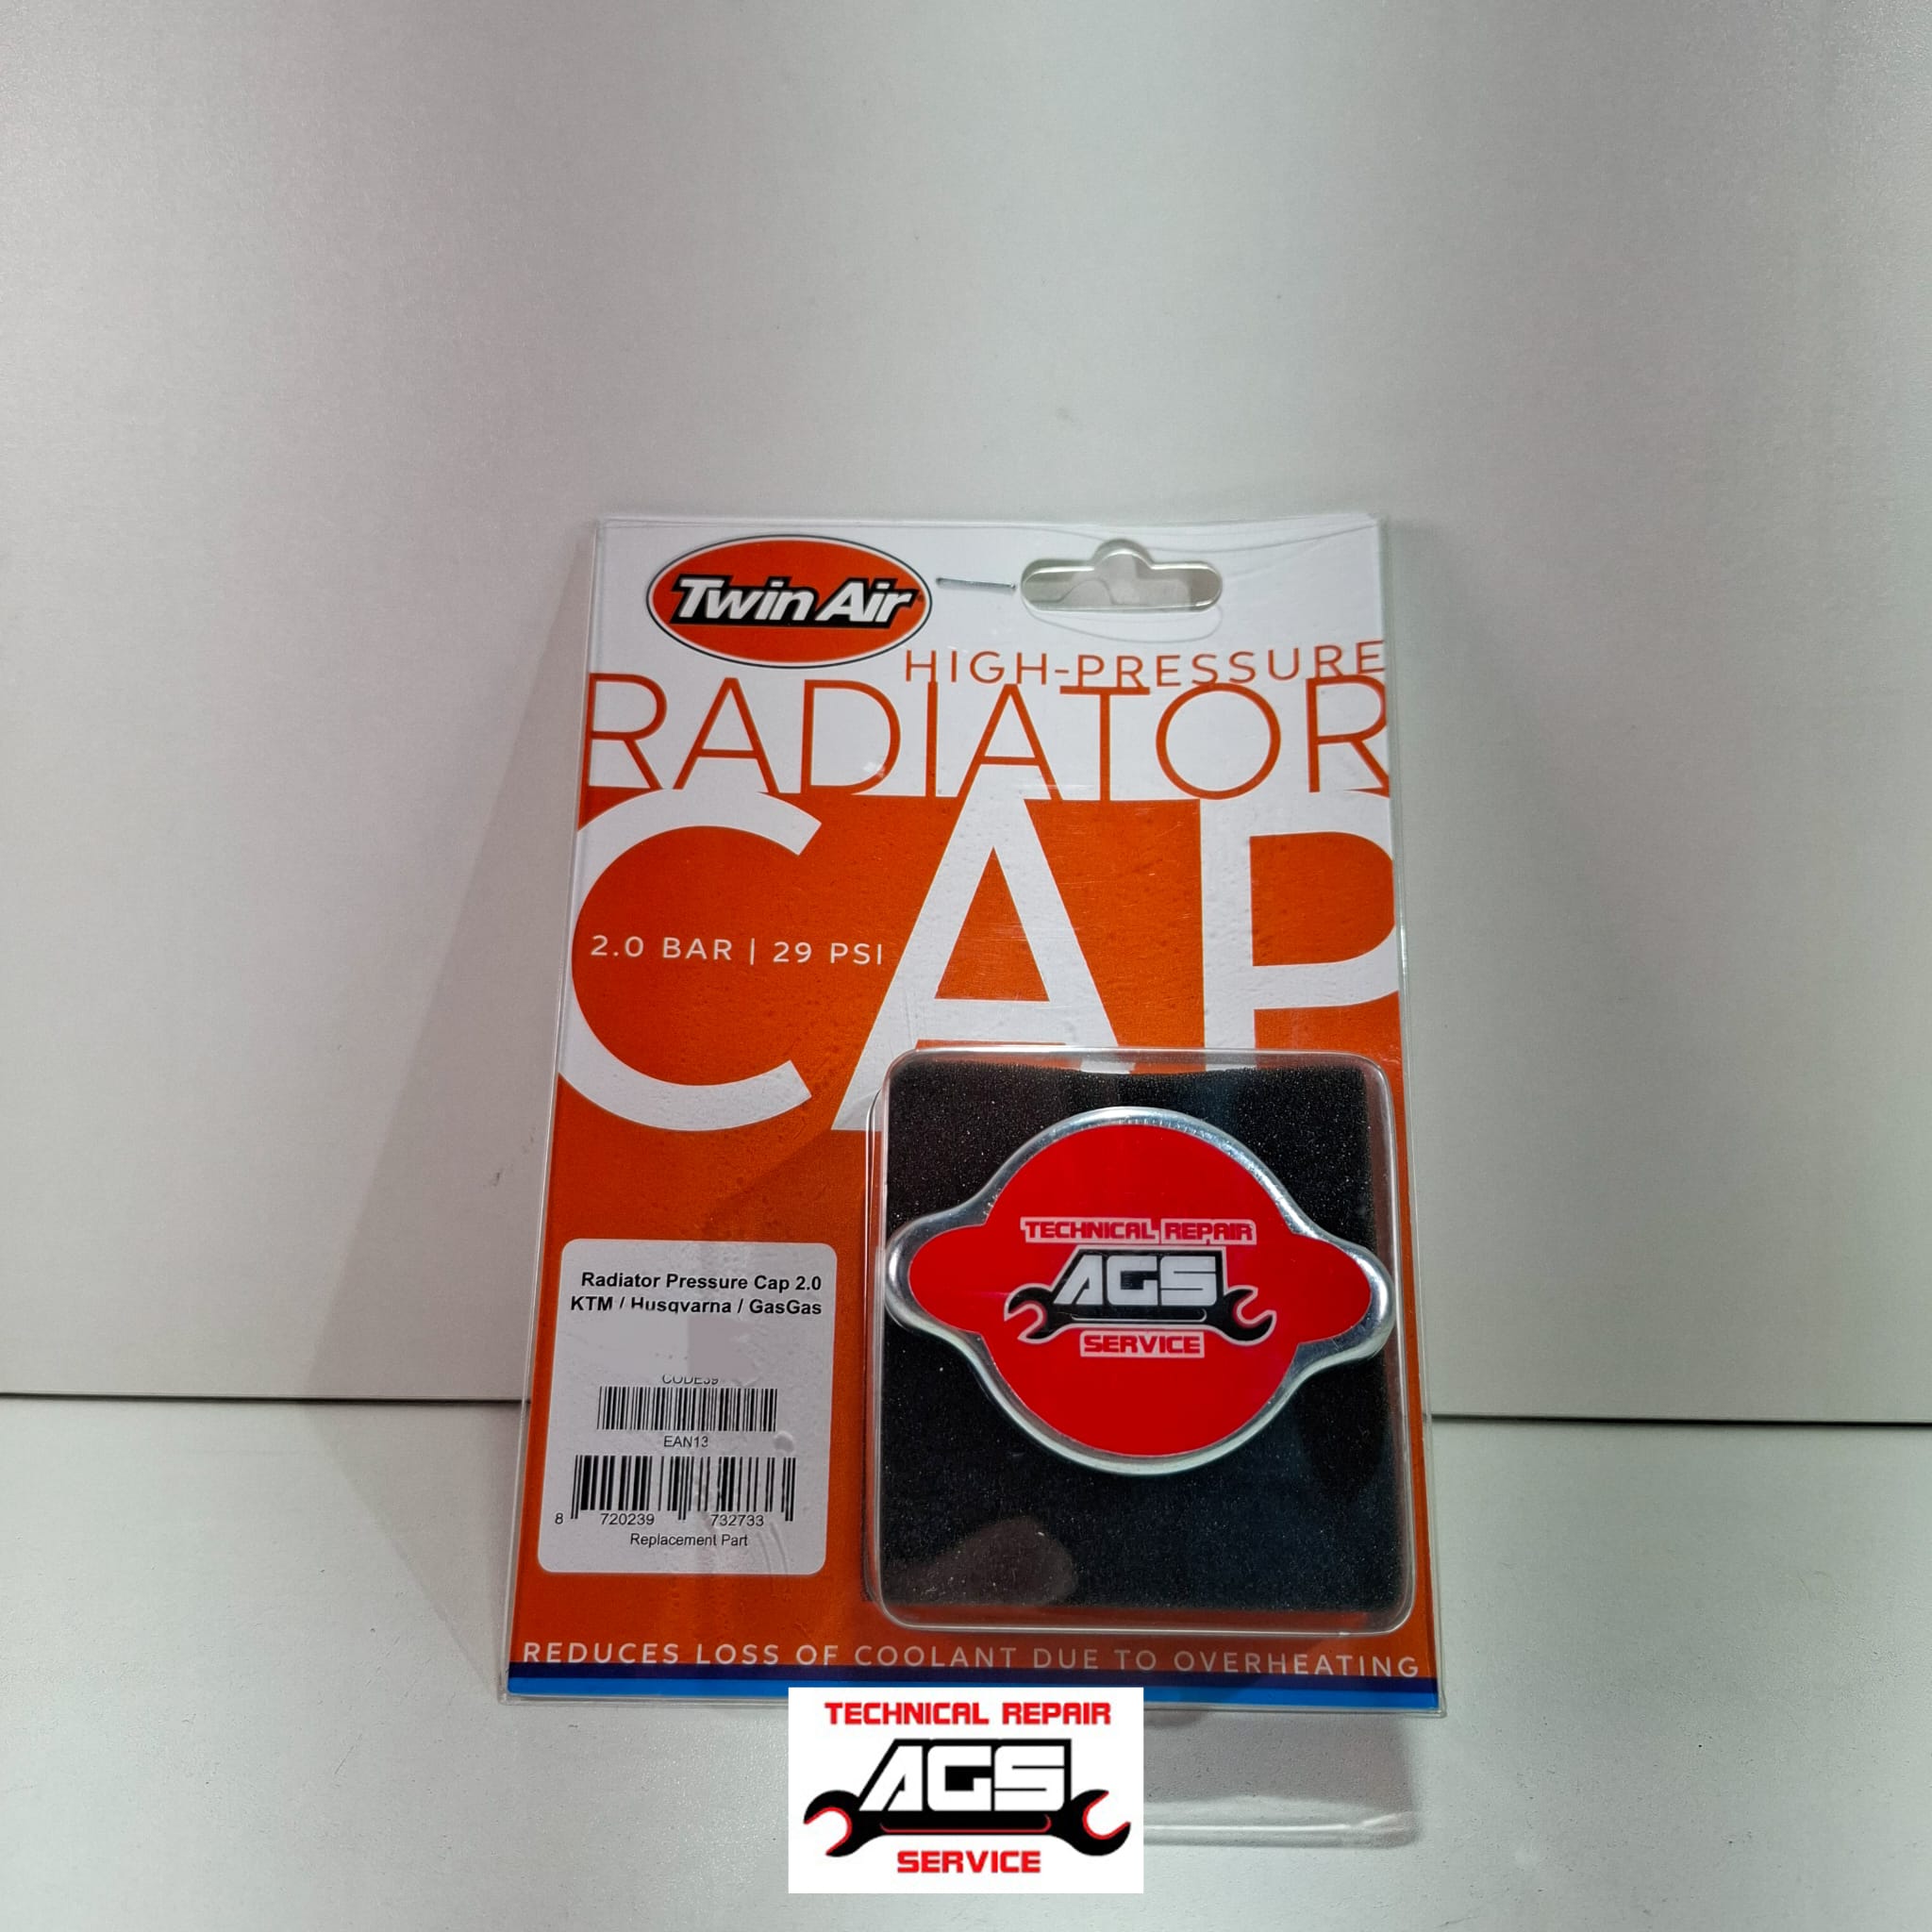 Twin Air
HIGH-PRESSURE
RADIATOR
CAP
2.0 BAR | 29 PSI
TECHNICAL REPAIR
AGS
SERVICE
Radiator Pressure Cap 2.0
KTM / Husqvarna / GasGas
CODE39
EAN13
8 720239 732733
Replacement Part
REDUCES LOSS OF COOLANT DUE TO OVERHEATING
TECHNICAL REPAIR
AGS
SERVICE